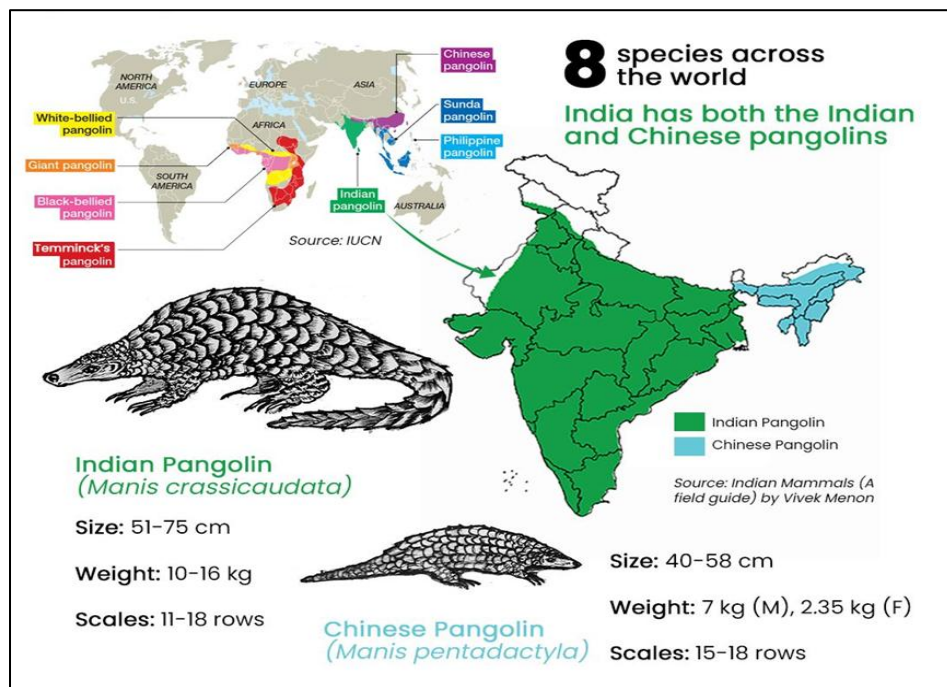 NORTH
AMERICA
U.S.
EUROPE
ASIA
AFRICA
SOUTH
AMERICA
AUSTRALIA
Chinese
pangolin
Sunda
pangolin
Philippine
pangolin
White-bellied
pangolin
Giant pangolin
Black-bellied
pangolin
Temminck's
pangolin
Indian
pangolin
Source: IUCN
8 species across
the world
India has both the Indian
and Chinese pangolins
Indian Pangolin
Chinese Pangolin
Source: Indian Mammals (A
field guide) by Vivek Menon
Indian Pangolin
(Manis crassicaudata)
Size: 51-75 cm
Weight: 10-16 kg
Scales: 11-18 rows
Chinese Pangolin
(Manis pentadactyla)
Size: 40-58 cm
Weight: 7 kg (M), 2.35 kg (F)
Scales: 15-18 rows